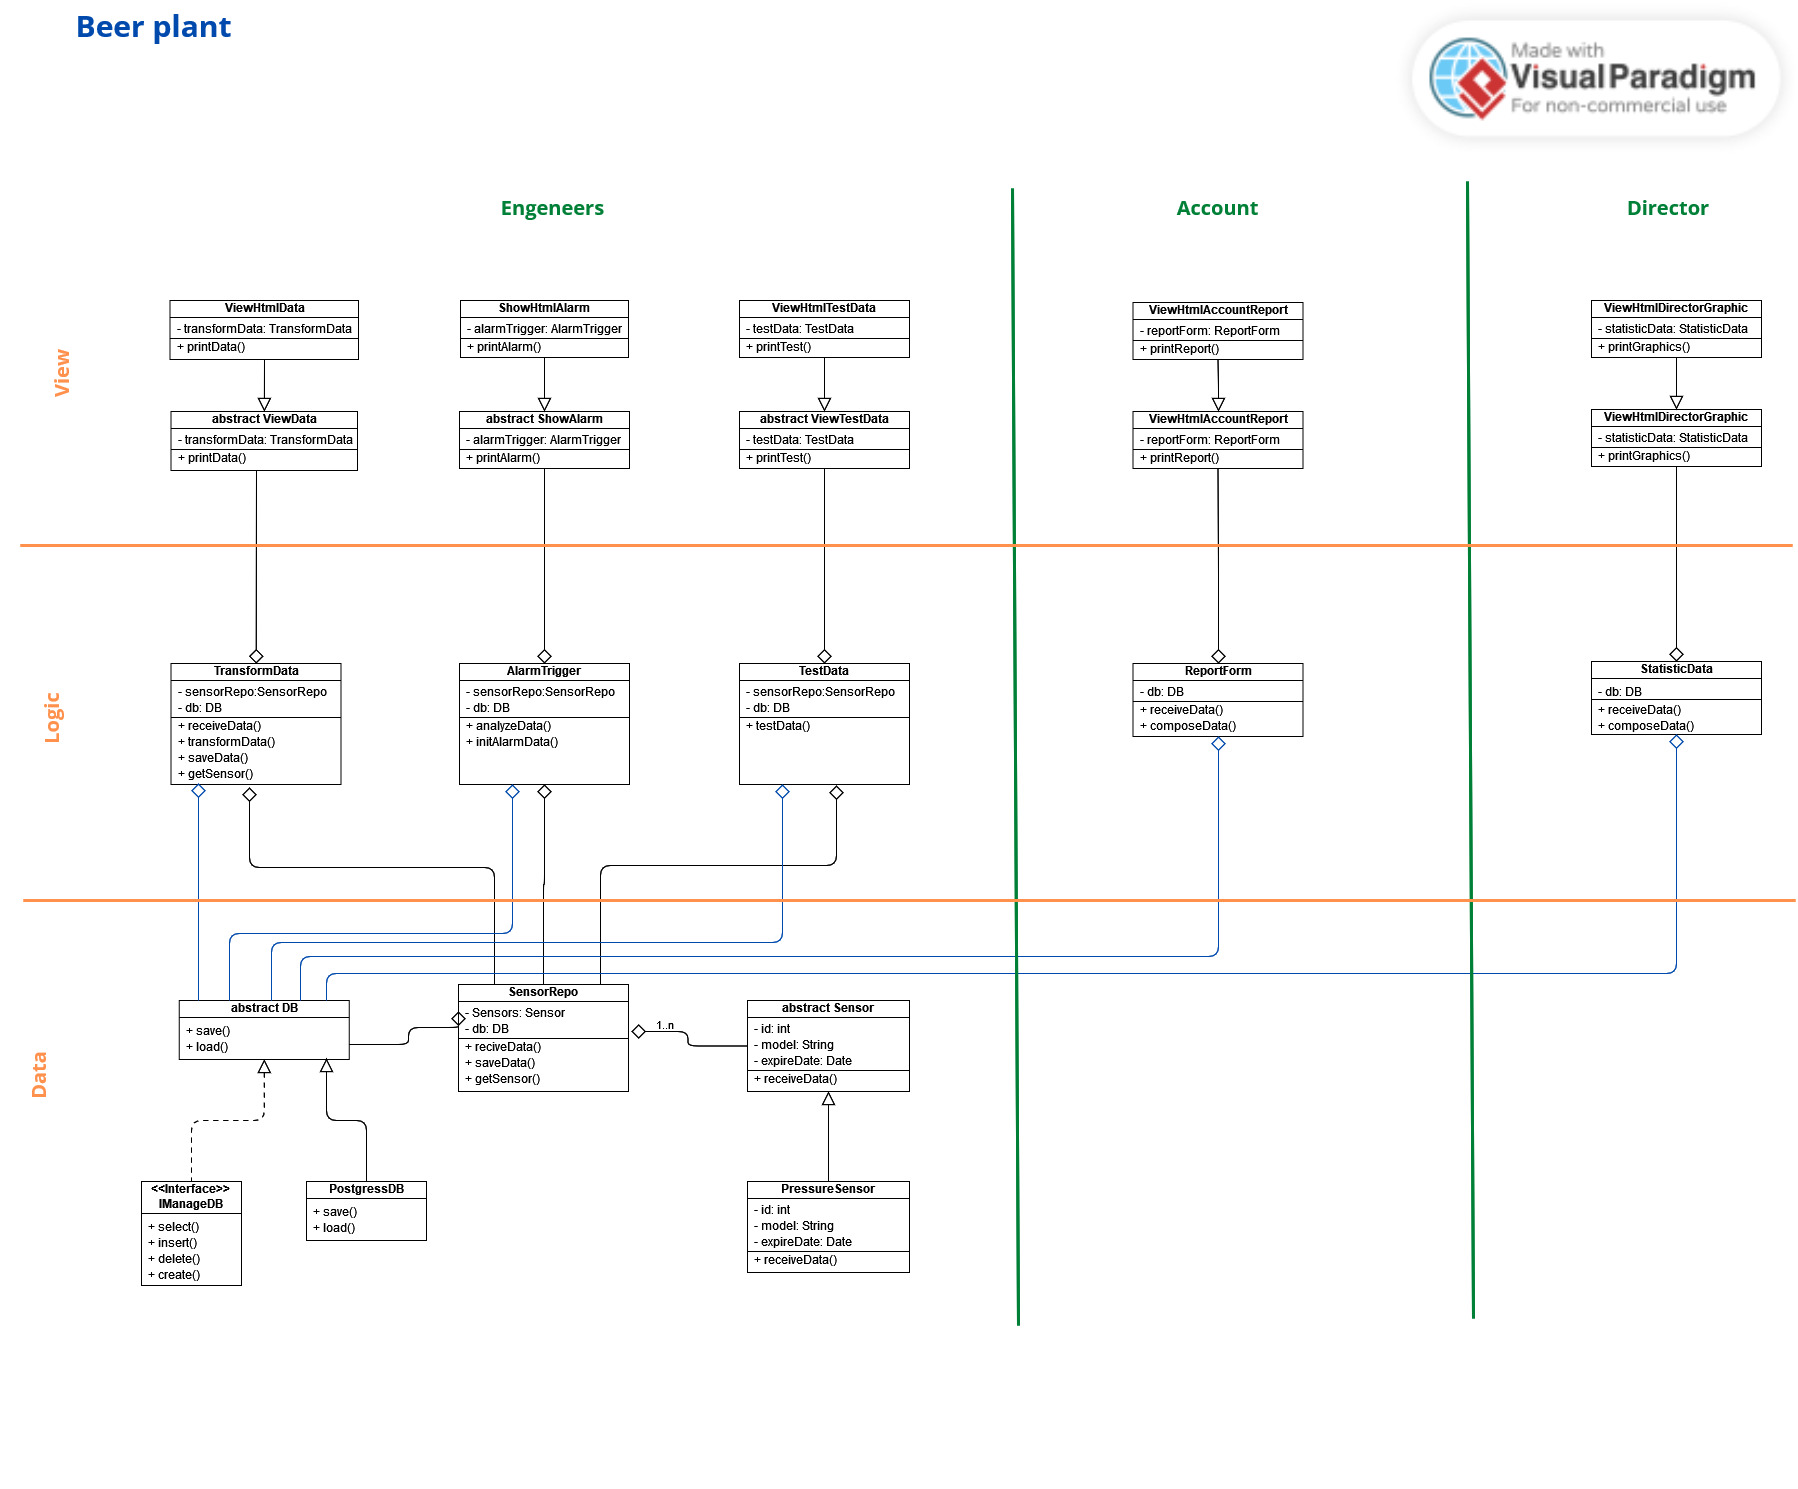 Beer plant
Made with
Visual Paradigm
For non-commercial use
Engeneers
Account
Director
View
ViewHtmlData
- transformData: TransformData
+ printData()
ShowHtmlAlarm
- alarmTrigger: AlarmTrigger
+ printAlarm()
ViewHtmlTestData
- testData: TestData
+ printTest()
ViewHtmlAccountReport
- reportForm: ReportForm
+ printReport()
ViewHtmlDirectorGraphic
- statisticData: StatisticData
+ printGraphics()
abstract ViewData
- transformData: TransformData
+ printData()
abstract ShowAlarm
- alarmTrigger: AlarmTrigger
+ printAlarm()
abstract ViewTestData
- testData: TestData
+ printTest()
ViewHtmlAccountReport
- reportForm: ReportForm
+ printReport()
ViewHtmlDirectorGraphic
- statisticData: StatisticData
+ printGraphics()
Logic
TransformData
- sensorRepo:SensorRepo
- db: DB
+ receiveData()
+ transformData()
+ saveData()
+ getSensor()
AlarmTrigger
- sensorRepo:SensorRepo
- db: DB
+ analyzeData()
+ initAlarmData()
TestData
- sensorRepo:SensorRepo
- db: DB
+ testData()
ReportForm
- db: DB
+ receiveData()
+ composeData()
StatisticData
- db: DB
+ receiveData()
+ composeData()
Data
abstract DB
+ save()
+ load()
SensorRepo
- Sensors: Sensor
- db: DB
+ reciveData()
+ saveData()
+ getSensor()
1..n
abstract Sensor
- id: int
- model: String
- expireDate: Date
+ receiveData()
<<Interface>>
IManageDB
+ select()
+ insert()
+ delete()
+ create()
PostgressDB
+ save()
+ load()
PressureSensor
- id: int
- model: String
- expireDate: Date
+ receiveData()